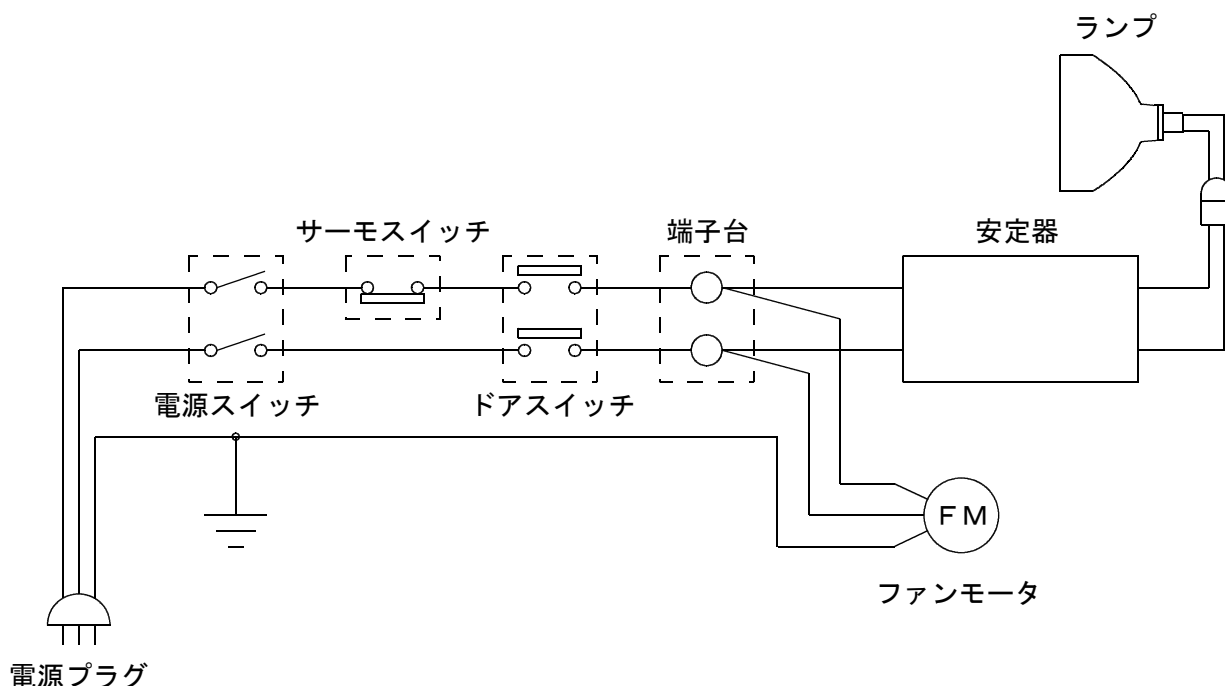 ランプ
サーモスイッチ
端子台
安定器
電源スイッチ
ドアスイッチ
FM
ファンモータ
電源プラグ